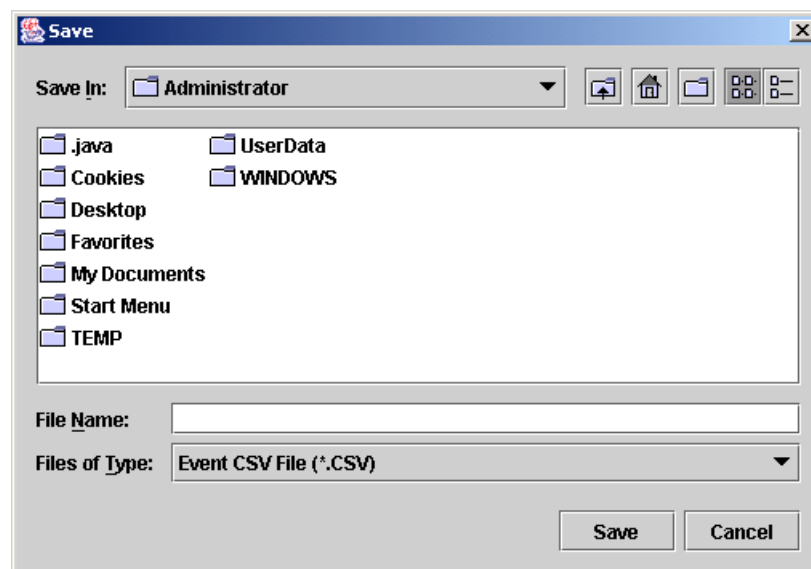 Save
Save In: Administrator
.java UserData
Cookies WINDOWS
Desktop
Favorites
My Documents
Start Menu
TEMP
File Name:
Files of Type: Event CSV File (*.CSV)
Save Cancel